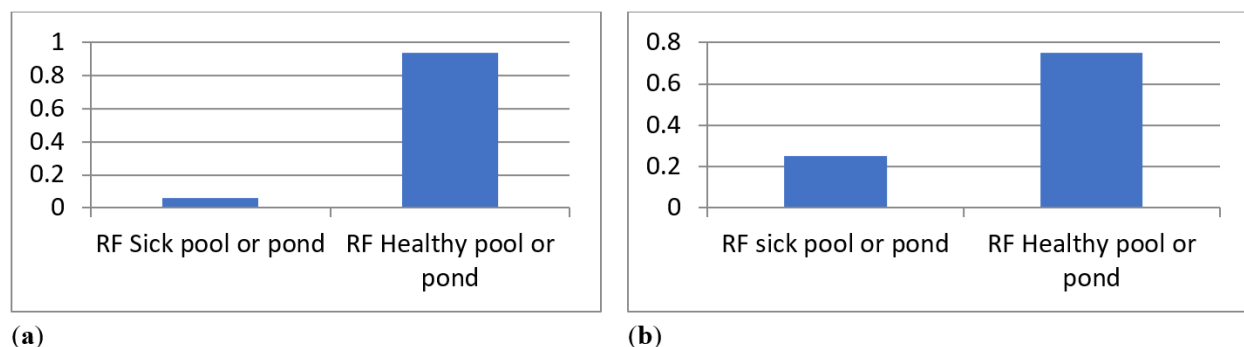 1
0.8
0.6
0.4
0.2
0
RF Sick pool or pond
RF Healthy pool or
pond
(a)
0.8
0.6
0.4
0.2
0
RF sick pool or pond
RF Healthy pool or
pond
(b)